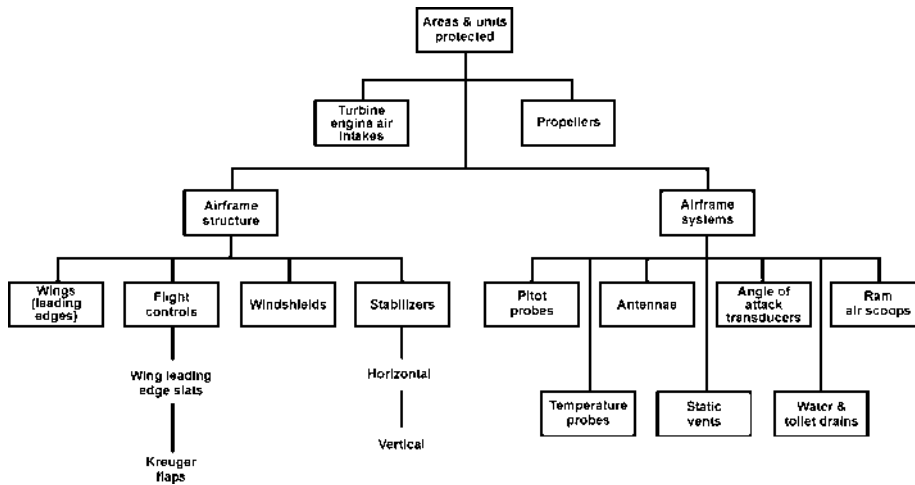 Areas & units
protected
Turbine
engine air
intakes
Propellers
Airframe
structure
Airframe
systems
Wings
(leading
edges)
Flight
controls
Windshields
Stabilizers
Pitot
probes
Antennae
Angle of
attack
transducers
Ram
air scoops
Wing leading
edge slats
Horizontal
Temperature
probes
Static
vents
Water &
toilet drains
Vertical
Kreuger
flaps